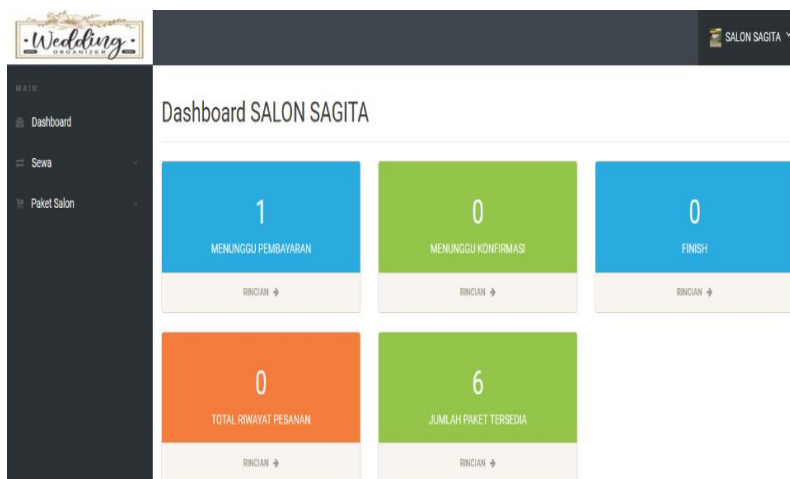 Wedding
ORGANIZER
SALON SAGITA
MAIN
Dashboard
Sewa
Paket Salon
Dashboard SALON SAGITA
1
MENUNGGU PEMBAYARAN
RINCIAN
0
MENUNGGU KONFIRMASI
RINCIAN
0
FINISH
RINCIAN
0
TOTAL RIWAYAT PESANAN
RINCIAN
6
JUMLAH PAKET TERSEDIA
RINCIAN